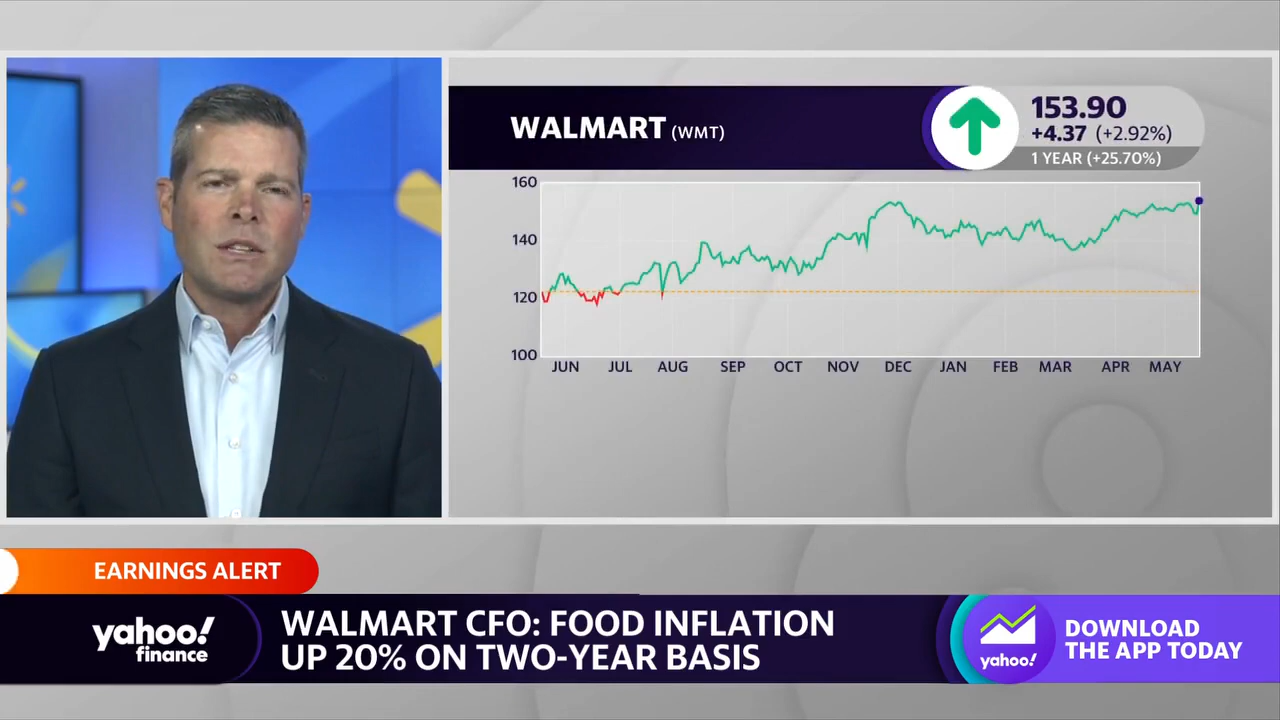 WALMART (WMT)
153.90
+4.37 (+2.92%)
1 YEAR (+25.70%)
160
140
120
100
JUN JUL AUG SEP OCT NOV DEC JAN FEB MAR APR MAY
EARNINGS ALERT
yahoo!
finance
WALMART CFO: FOOD INFLATION
UP 20% ON TWO-YEAR BASIS
yahoo!
DOWNLOAD
THE APP TODAY